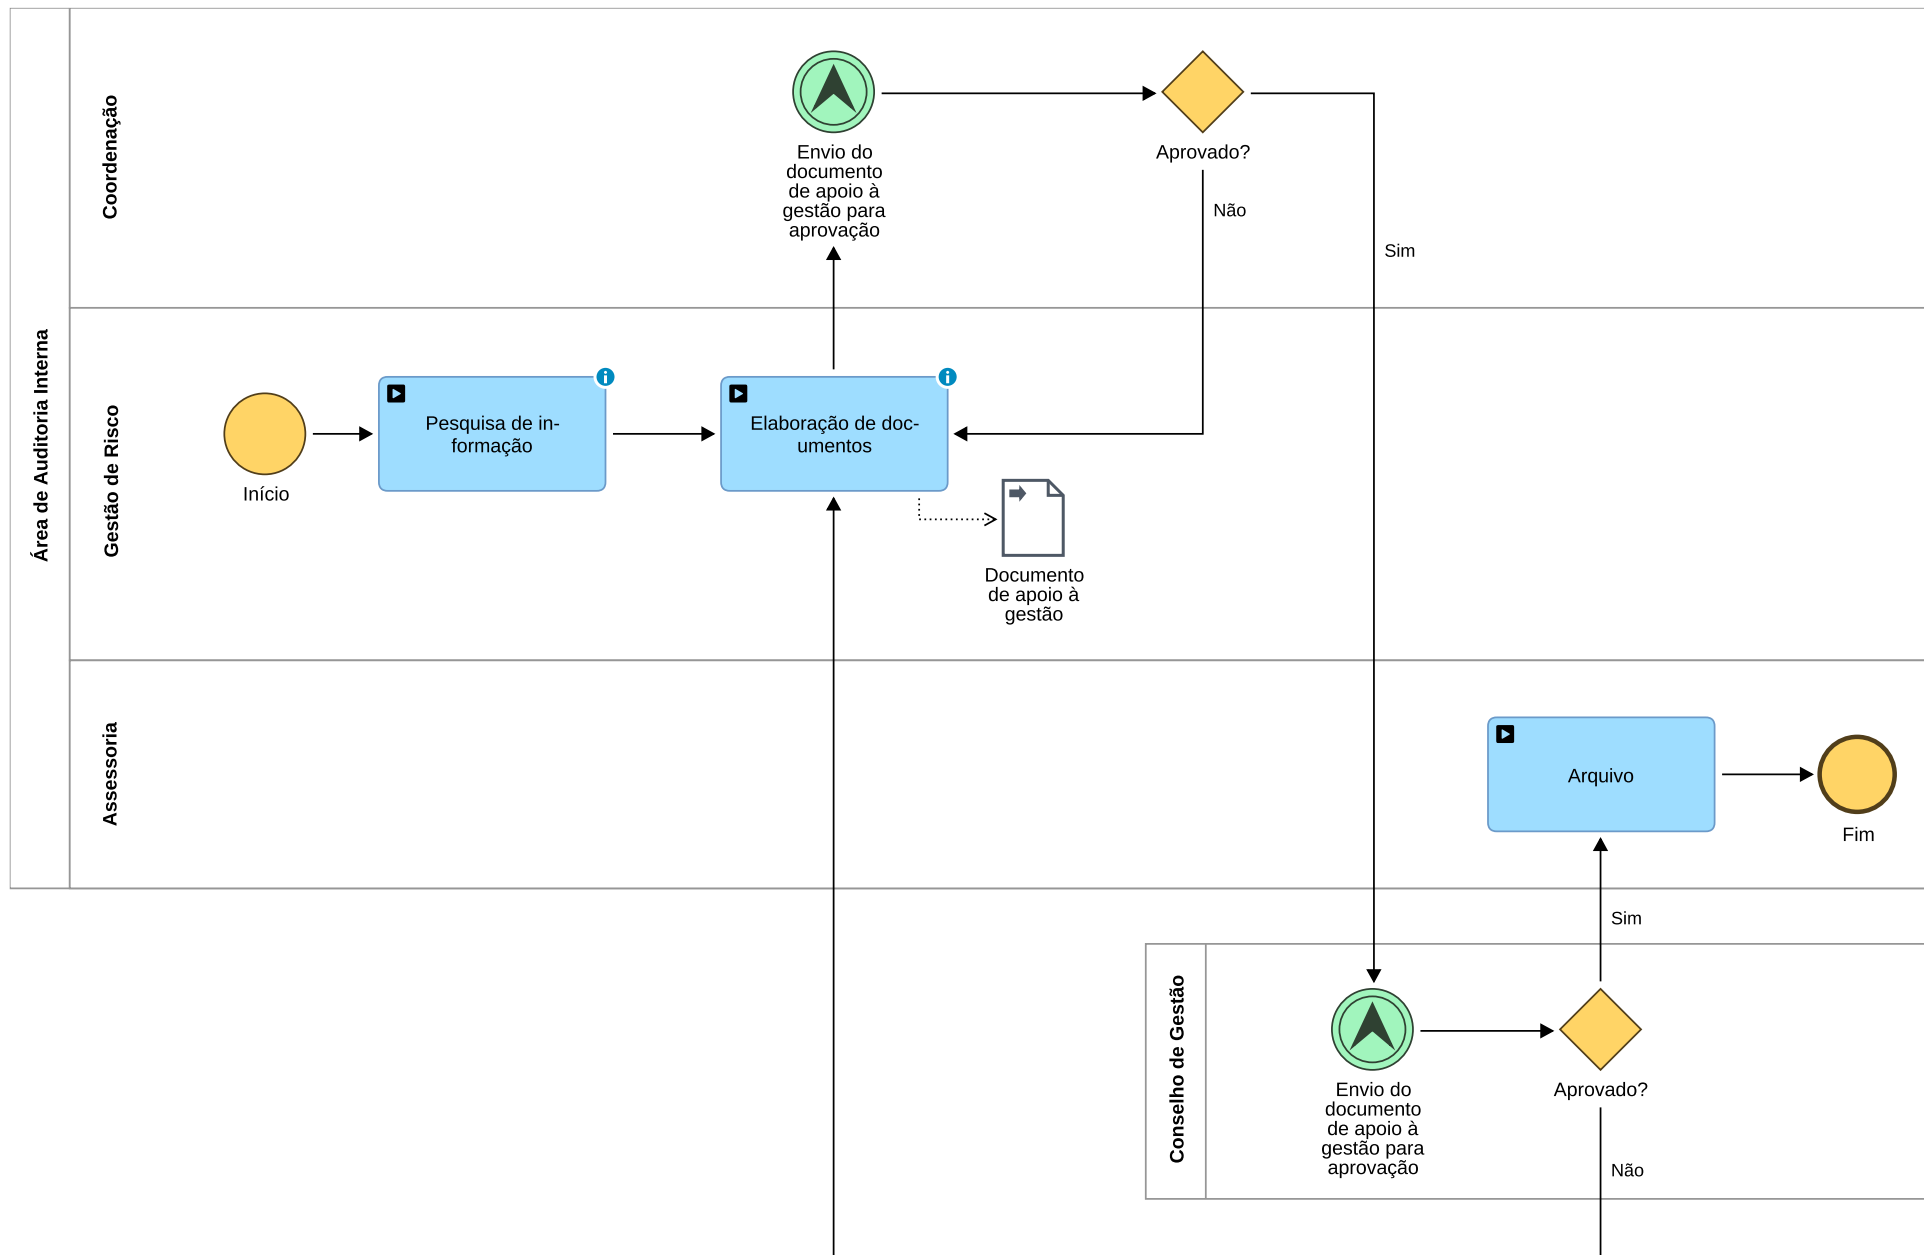 Área de Auditoria Interna
Coordenação
Envio do
documento
de apoio à
gestão para
aprovação
Aprovado?
Não
Sim
Gestão de Risco
Início
Pesquisa de in-
formação
Elaboração de doc-
umentos
Documento
de apoio à
gestão
Assessoria
Arquivo
Fim
Sim
Conselho de Gestão
Envio do
documento
de apoio à
gestão para
aprovação
Aprovado?
Não